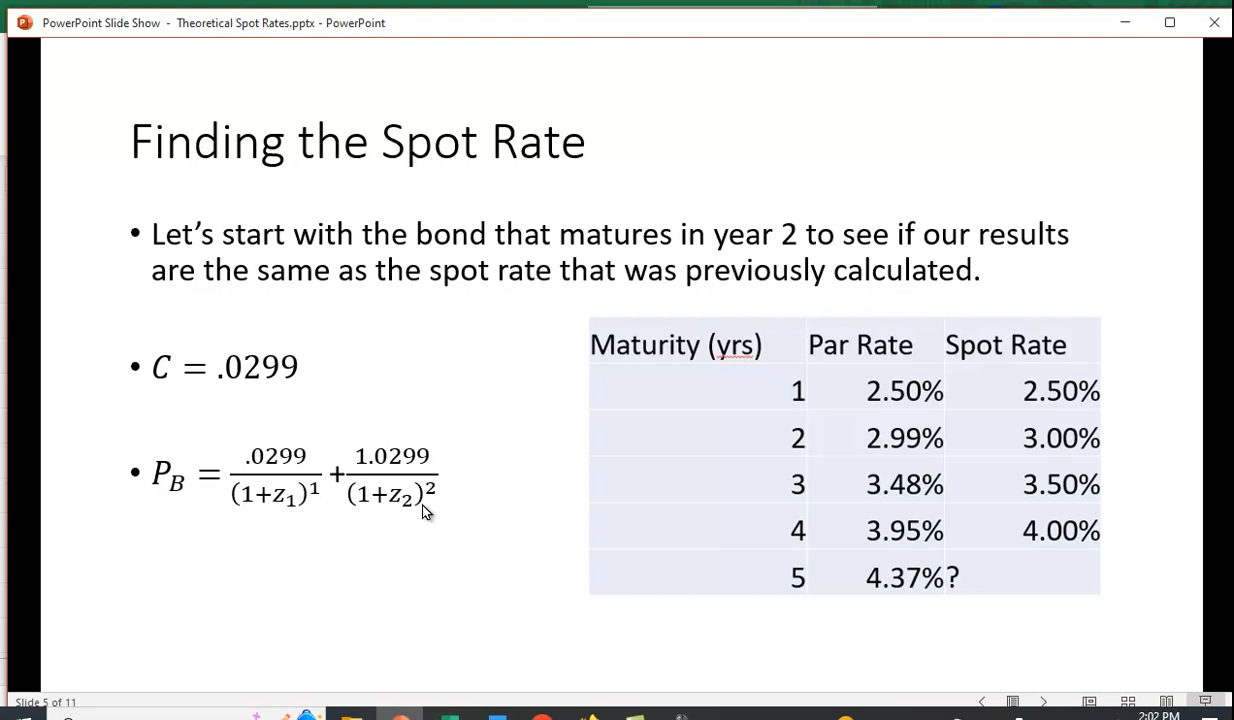 PowerPoint Slide Show - Theoretical Spot Rates.pptx - PowerPoint
Finding the Spot Rate
• Let's start with the bond that matures in year 2 to see if our results
are the same as the spot rate that was previously calculated.
• C = .0299
• P_B = .0299/(1+z₁)¹ + 1.0299/(1+z₂)²
Maturity (yrs) Par Rate Spot Rate
1 2.50% 2.50%
2 2.99% 3.00%
3 3.48% 3.50%
4 3.95% 4.00%
5 4.37% ?
Slide 5 of 11
2:02 PM